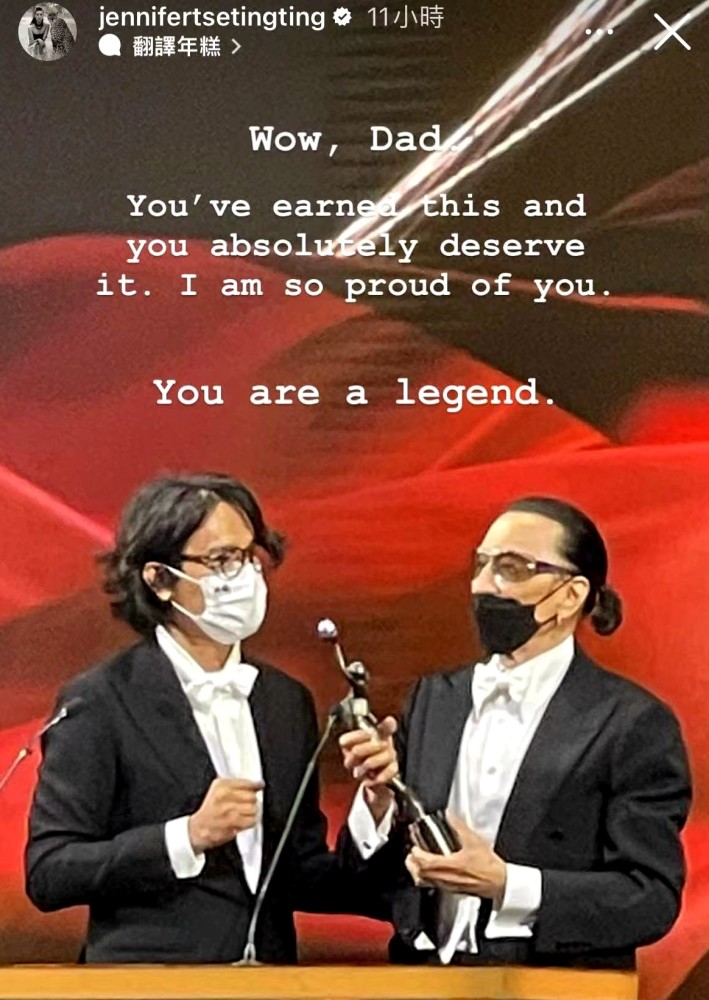 jennifertsetingting 11小時
翻譯年糕 >
Wow, Dad.
You’ve earned this and
you absolutely deserve
it. I am so proud of you.
You are a legend.